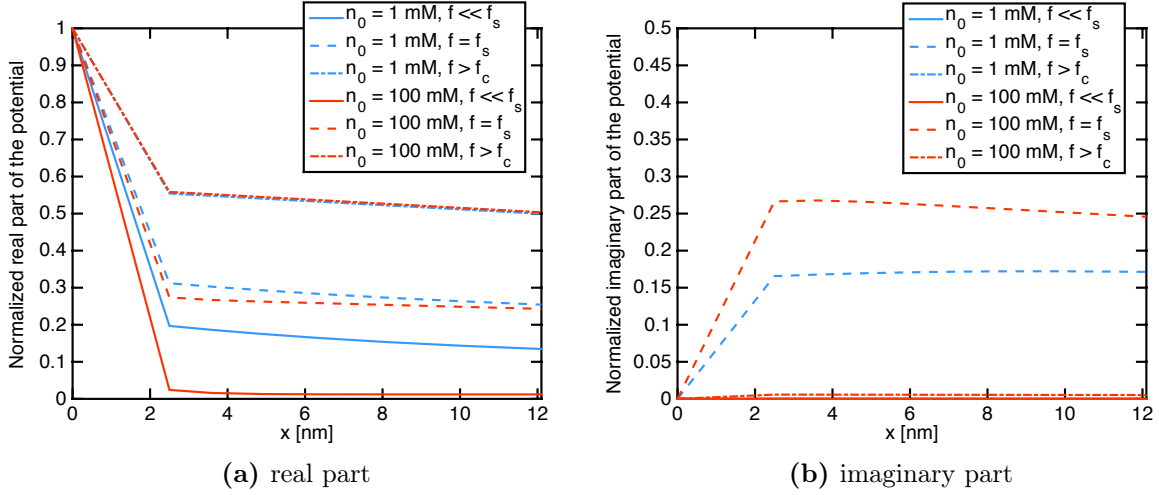 n0 = 1 mM, f << fs
n0 = 1 mM, f = fs
n0 = 1 mM, f > fc
n0 = 100 mM, f << fs
n0 = 100 mM, f = fs
n0 = 100 mM, f > fc
Normalized real part of the potential
1
0.9
0.8
0.7
0.6
0.5
0.4
0.3
0.2
0.1
0
0 2 4 6 8 10 12
x [nm]
(a) real part
n0 = 1 mM, f << fs
n0 = 1 mM, f = fs
n0 = 1 mM, f > fc
n0 = 100 mM, f << fs
n0 = 100 mM, f = fs
n0 = 100 mM, f > fc
Normalized imaginary part of the potential
0.5
0.45
0.4
0.35
0.3
0.25
0.2
0.15
0.1
0.05
0
0 2 4 6 8 10 12
x [nm]
(b) imaginary part